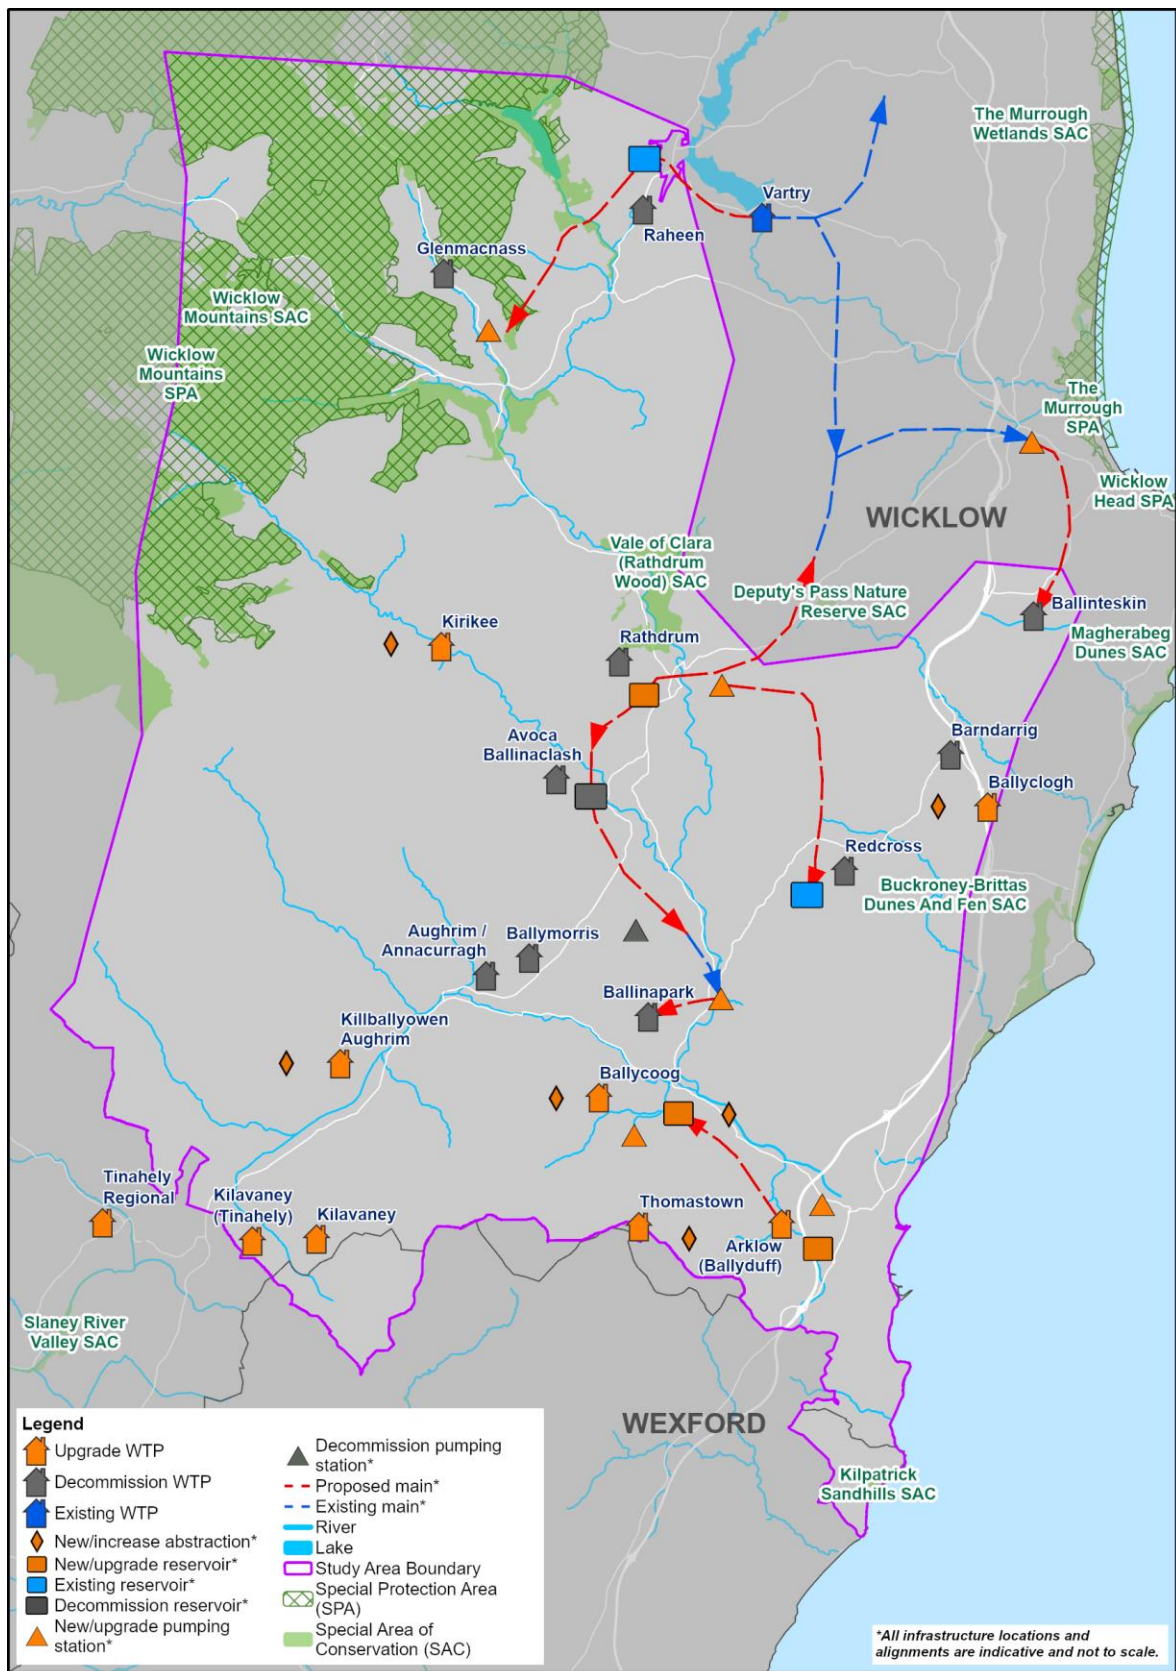 The Murrough
Wetlands SAC
Vartry
Raheen
Glenmacnass
Wicklow
Mountains SAC
Wicklow
Mountains
SPA
The
Murrough
SPA
Wicklow
Head SPA
WICKLOW
Vale of Clara
(Rathdrum
Wood) SAC
Deputy's Pass Nature
Reserve SAC
Ballinteskin
Magherabeg
Dunes SAC
Kirikee
Rathdrum
Avoca
Ballinaclash
Barndarrig
Ballyclogh
Redcross
Buckroney-Brittas
Dunes And Fen SAC
Aughrim /
Annacurragh
Ballymorris
Ballinapark
Killballyowen
Aughrim
Ballycoog
Tinahely
Regional
Kilavaney
(Tinahely)
Kilavaney
Thomastown
Arklow
(Ballyduff)
Slaney River
Valley SAC
WEXFORD
Kilpatrick
Sandhills SAC
Legend
Upgrade WTP
Decommission WTP
Existing WTP
New/increase abstraction*
New/upgrade reservoir*
Existing reservoir*
Decommission reservoir*
New/upgrade pumping
station*
Decommission pumping
station*
Proposed main*
Existing main*
River
Lake
Study Area Boundary
Special Protection Area
(SPA)
Special Area of
Conservation (SAC)
*All infrastructure locations and
alignments are indicative and not to scale.